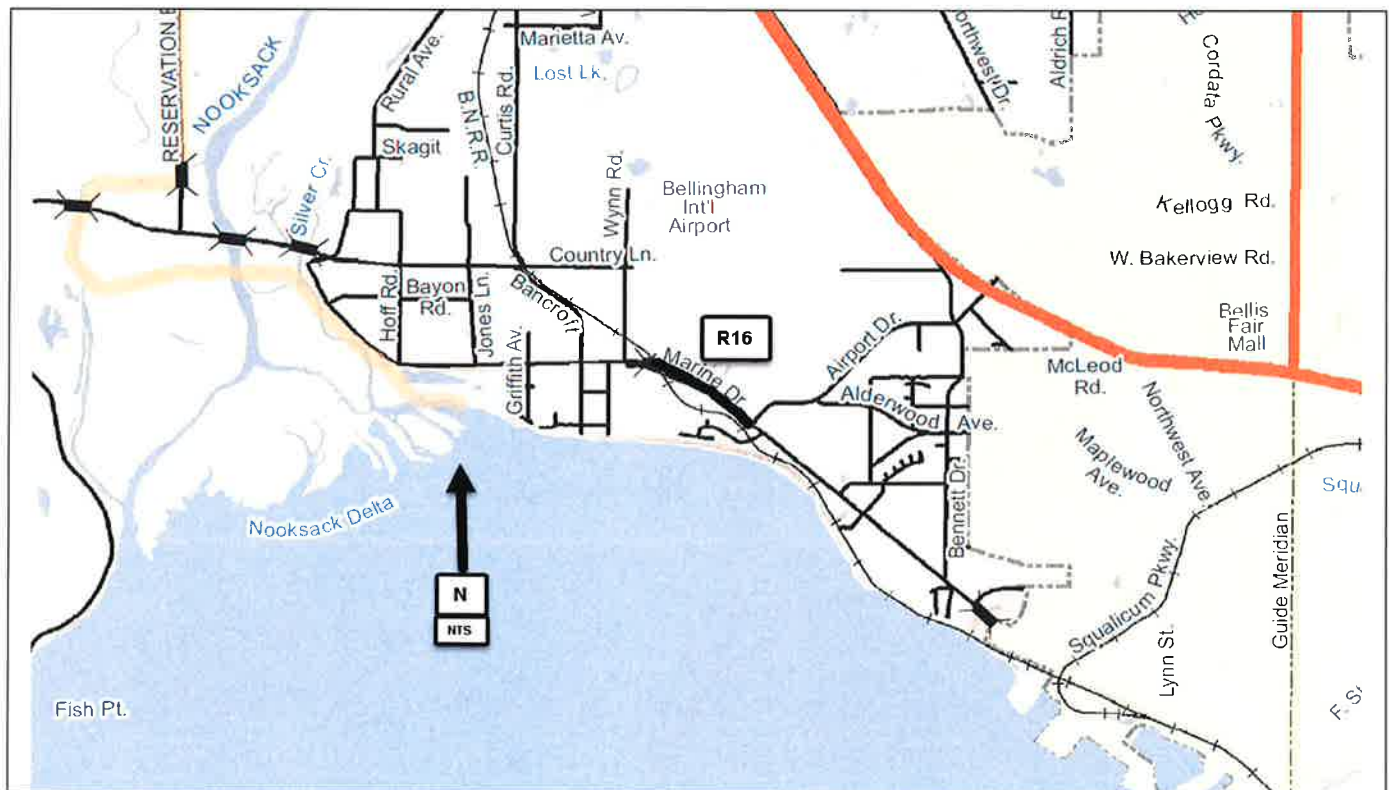 RESERVATION
NOOKSACK
Rural Ave.
Marietta Av.
Lost Lk.
B.N.R.R.
Curtis Rd.
Skagit
Silver Cr.
Wynn Rd.
Bellingham
Int'l
Airport
Country Ln.
Hoff Rd.
Bayon
Rd.
Jones Ln.
Bancroft
Griffith Av.
Marine Dr.
R16
Airport Dr.
Alderwood Ave.
Bennett Dr.
Aldrich R
orthwest Dr.
Cordata Pkwy.
Kellogg Rd.
W. Bakerview Rd.
Bellis
Fair
Mall
McLeod
Rd.
Northwest Ave.
Maplewood
Ave.
Squ
Squalicum Pkwy.
Lynn St.
Guide Meridian
Nooksack Delta
N
NTS
Fish Pt.